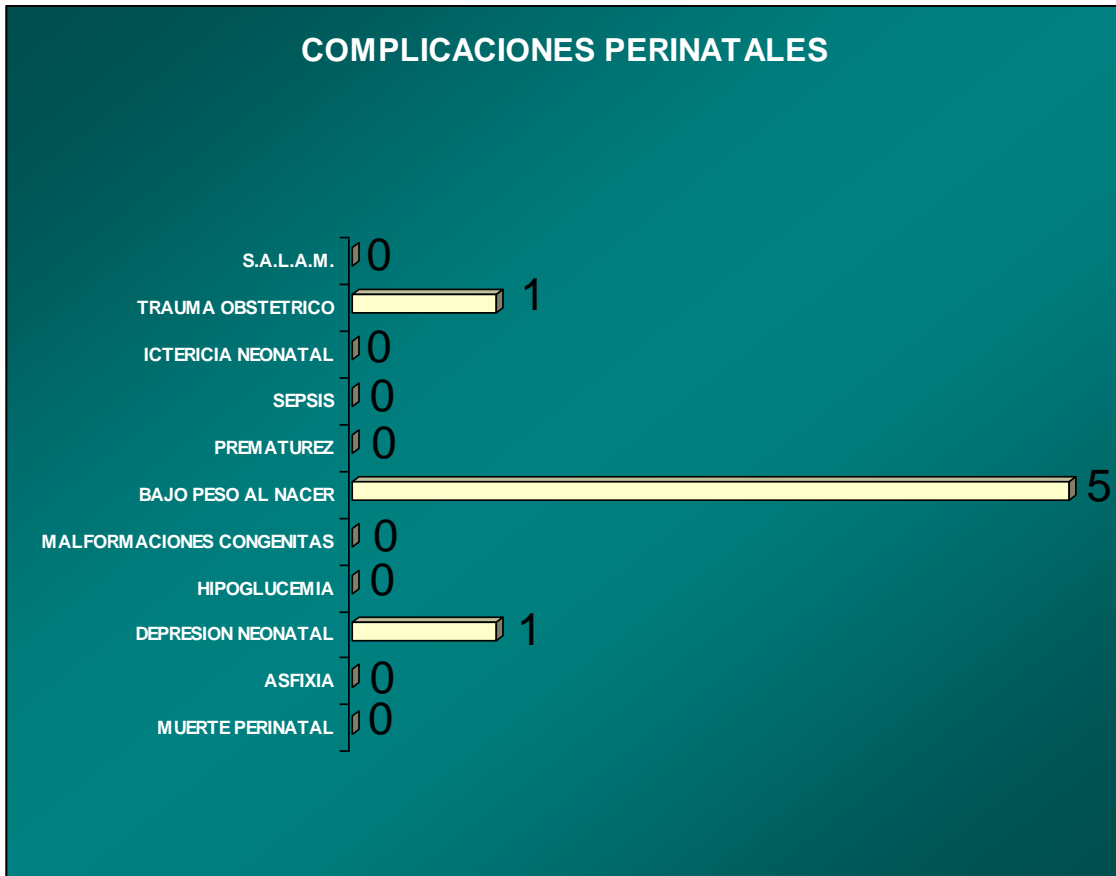 COMPLICACIONES PERINATALES
S.A.L.A.M. 0
TRAUMA OBSTETRICO 1
ICTERICIA NEONATAL 0
SEPSIS 0
PREMATUREZ 0
BAJO PESO AL NACER 5
MALFORMACIONES CONGENITAS 0
HIPOGLUCEMIA 0
DEPRESION NEONATAL 1
ASFIXIA 0
MUERTE PERINATAL 0